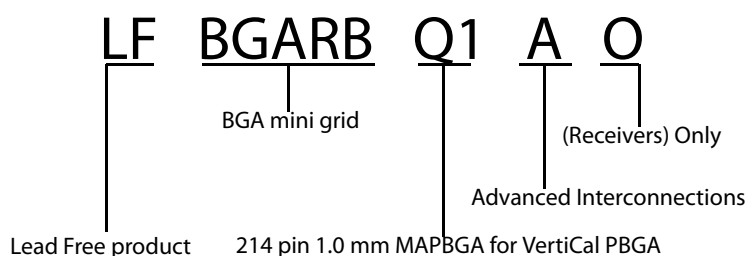 LF BGARB Q1 A O
BGA mini grid
(Receivers) Only
Advanced Interconnections
Lead Free product 214 pin 1.0 mm MAPBGA for VertiCal PBGA